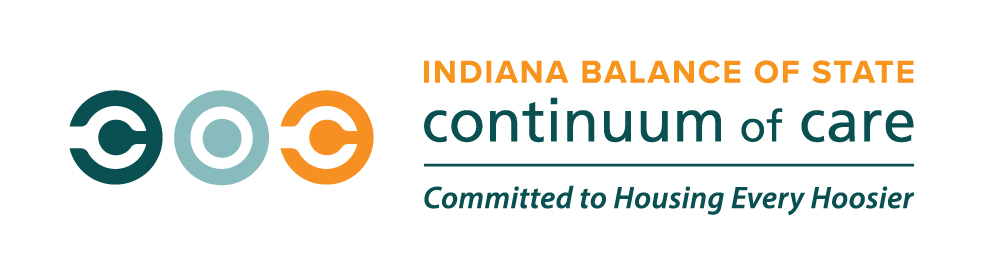 INDIANA BALANCE OF STATE
continuum of care
Committed to Housing Every Hoosier